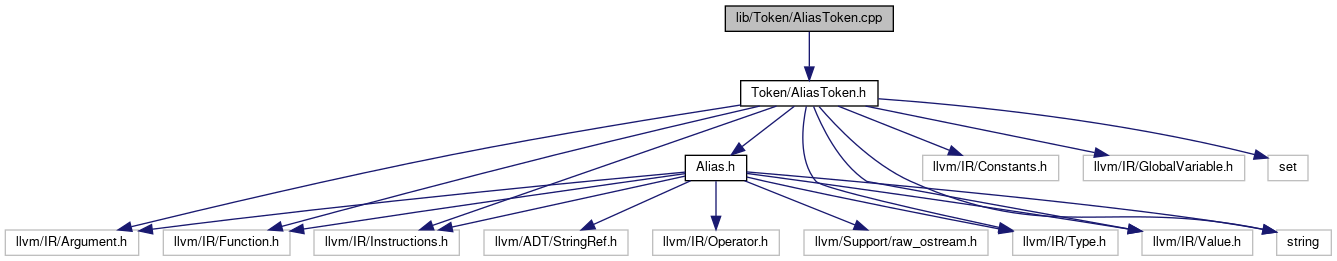 lib/Token/AliasToken.cpp
Token/AliasToken.h
Alias.h
llvm/IR/Constants.h
llvm/IR/GlobalVariable.h
set
llvm/IR/Argument.h
llvm/IR/Function.h
llvm/IR/Instructions.h
llvm/ADT/StringRef.h
llvm/IR/Operator.h
llvm/Support/raw_ostream.h
llvm/IR/Type.h
llvm/IR/Value.h
string